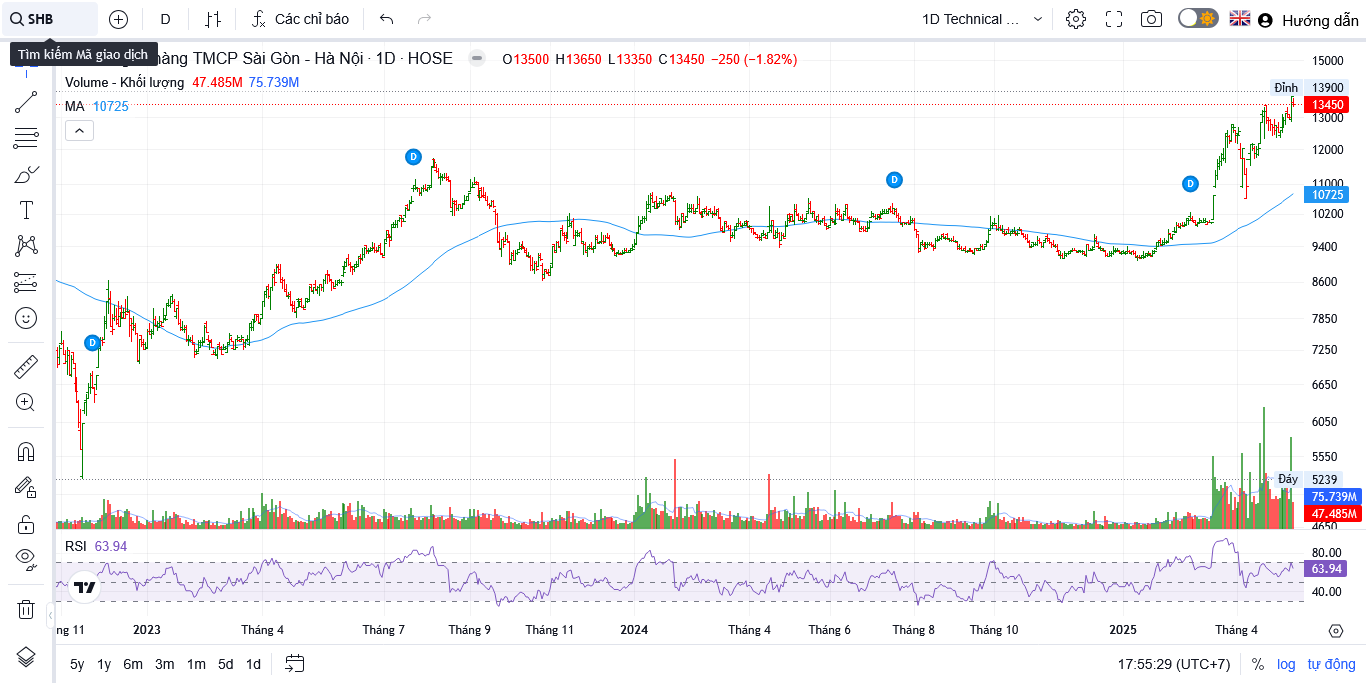 SHB D Các chỉ báo 1D Technical ... Hướng dẫn
Tìm kiếm Mã giao dịch
hàng TMCP Sài Gòn - Hà Nội · 1D · HOSE O13500 H13650 L13350 C13450 −250 (−1.82%)
Volume - Khối lượng 47.485M 75.739M
MA 10725
15000
Đỉnh 13900
13450
13000
12000
11000
10725
10200
9400
8600
7850
7250
6650
6050
5550
Đáy 5239
75.739M
47.485M
4650
D
D
D
D
RSI 63.94
80.00
63.94
40.00
ng 11 2023 Tháng 4 Tháng 7 Tháng 9 Tháng 11 2024 Tháng 4 Tháng 6 Tháng 8 Tháng 10 2025 Tháng 4
5y 1y 6m 3m 1m 5d 1d 17:55:29 (UTC+7) % log tự động